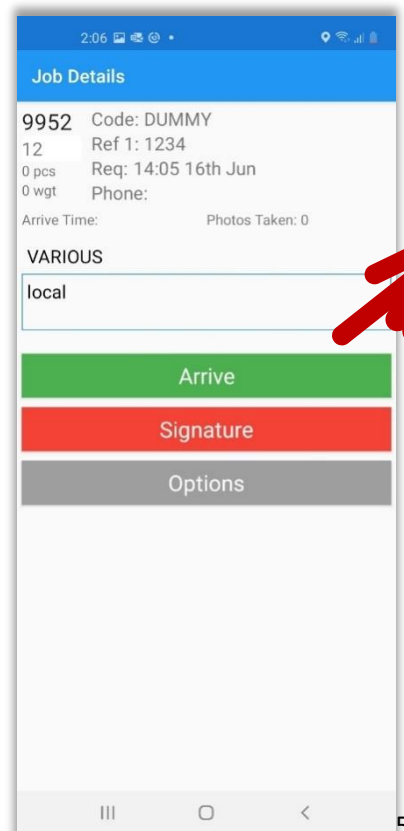 2:06
Job Details
9952 Code: DUMMY
12 Ref 1: 1234
0 pcs Req: 14:05 16th Jun
0 wgt Phone:
Arrive Time: Photos Taken: 0
VARIOUS
local
Arrive
Signature
Options